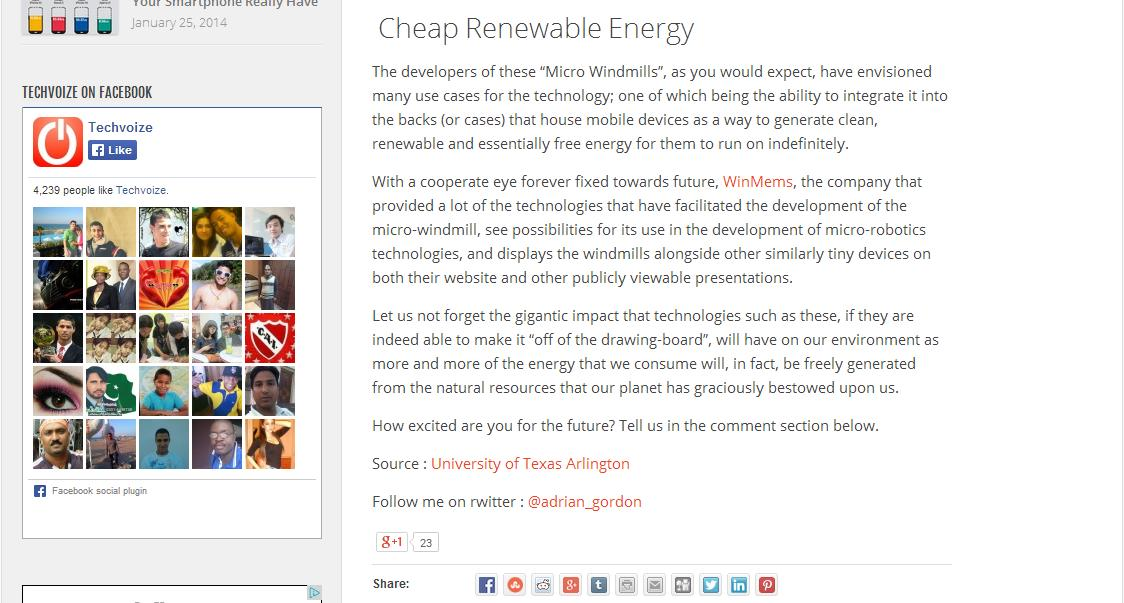 Your Smartphone Really Have
January 25, 2014
TECHVOIZE ON FACEBOOK
Techvoize
Like
4,239 people like Techvoize.
C.A.I.
Facebook social plugin
Cheap Renewable Energy
The developers of these “Micro Windmills”, as you would expect, have envisioned
many use cases for the technology; one of which being the ability to integrate it into
the backs (or cases) that house mobile devices as a way to generate clean,
renewable and essentially free energy for them to run on indefinitely.
With a cooperate eye forever fixed towards future, WinMems, the company that
provided a lot of the technologies that have facilitated the development of the
micro-windmill, see possibilities for its use in the development of micro-robotics
technologies, and displays the windmills alongside other similarly tiny devices on
both their website and other publicly viewable presentations.
Let us not forget the gigantic impact that technologies such as these, if they are
indeed able to make it “off of the drawing-board”, will have on our environment as
more and more of the energy that we consume will, in fact, be freely generated
from the natural resources that our planet has graciously bestowed upon us.
How excited are you for the future? Tell us in the comment section below.
Source : University of Texas Arlington
Follow me on rwitter : @adrian_gordon
g+1 23
Share: